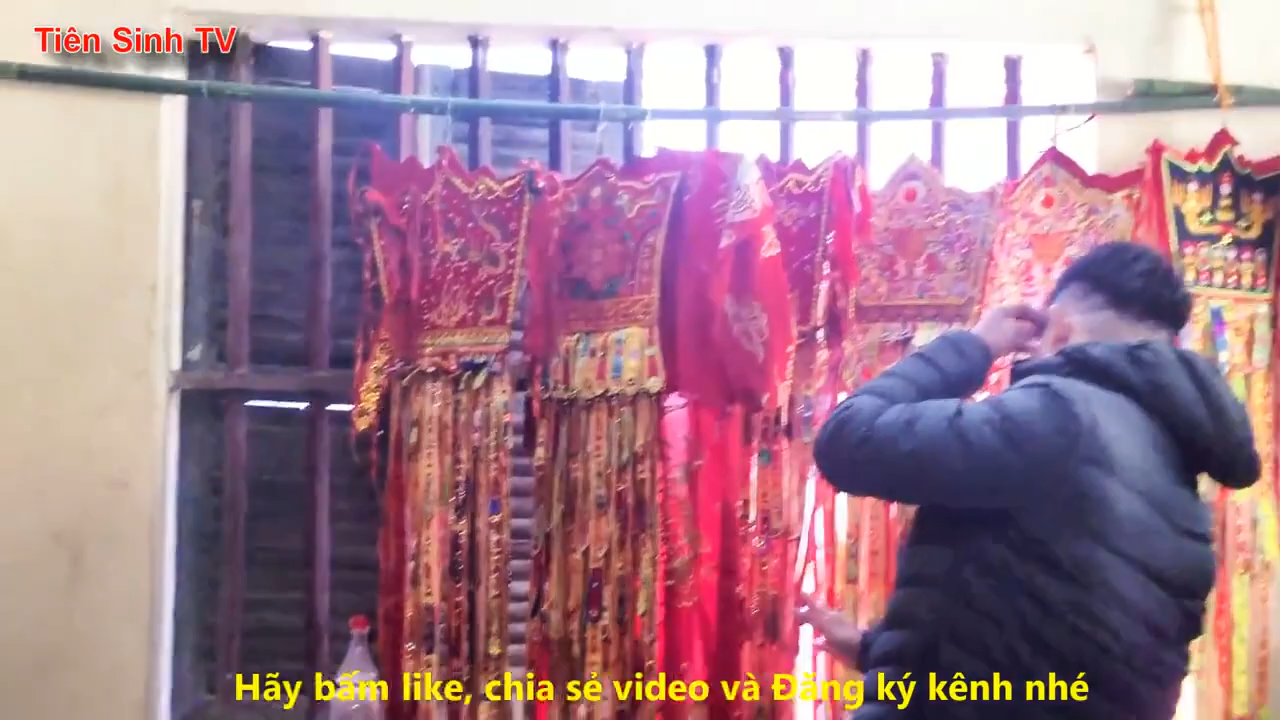 Tiên Sinh TV
Hãy bấm like, chia sẻ video và Đăng ký kênh nhé